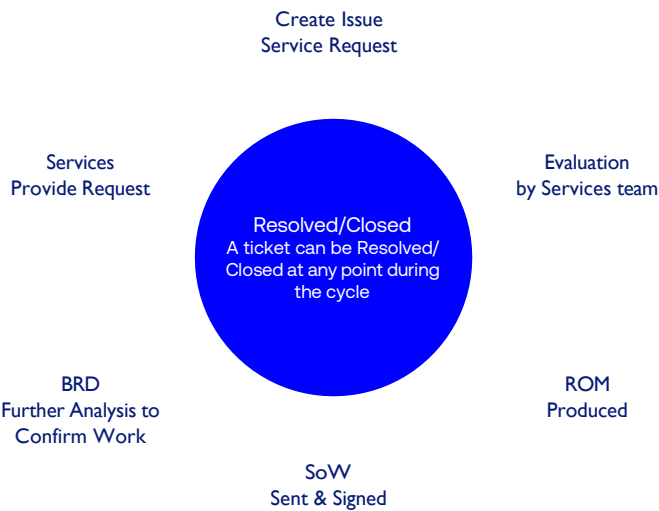 Create Issue
Service Request
Services
Provide Request
Evaluation
by Services team
Resolved/Closed
A ticket can be Resolved/
Closed at any point during
the cycle
BRD
Further Analysis to
Confirm Work
ROM
Produced
SoW
Sent & Signed